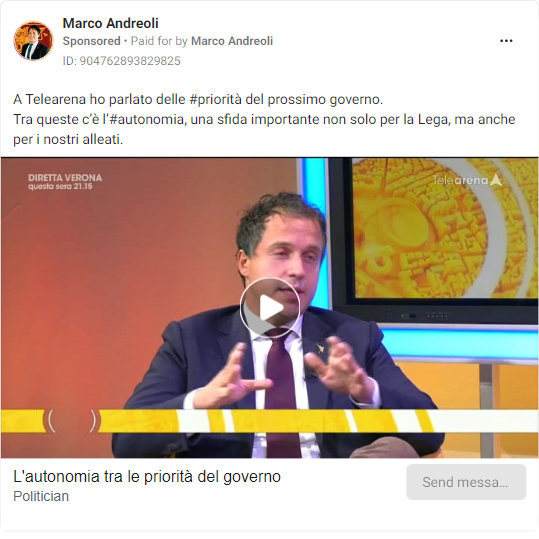 Marco Andreoli
Sponsored • Paid for by Marco Andreoli
ID: 904762893829825
A Telearena ho parlato delle #priorità del prossimo governo.
Tra queste c’è l’#autonomia, una sfida importante non solo per la Lega, ma anche
per i nostri alleati.
DIRETTA VERONA
questa sera 21.15
Telearena
L'autonomia tra le priorità del governo
Politician
Send messa...